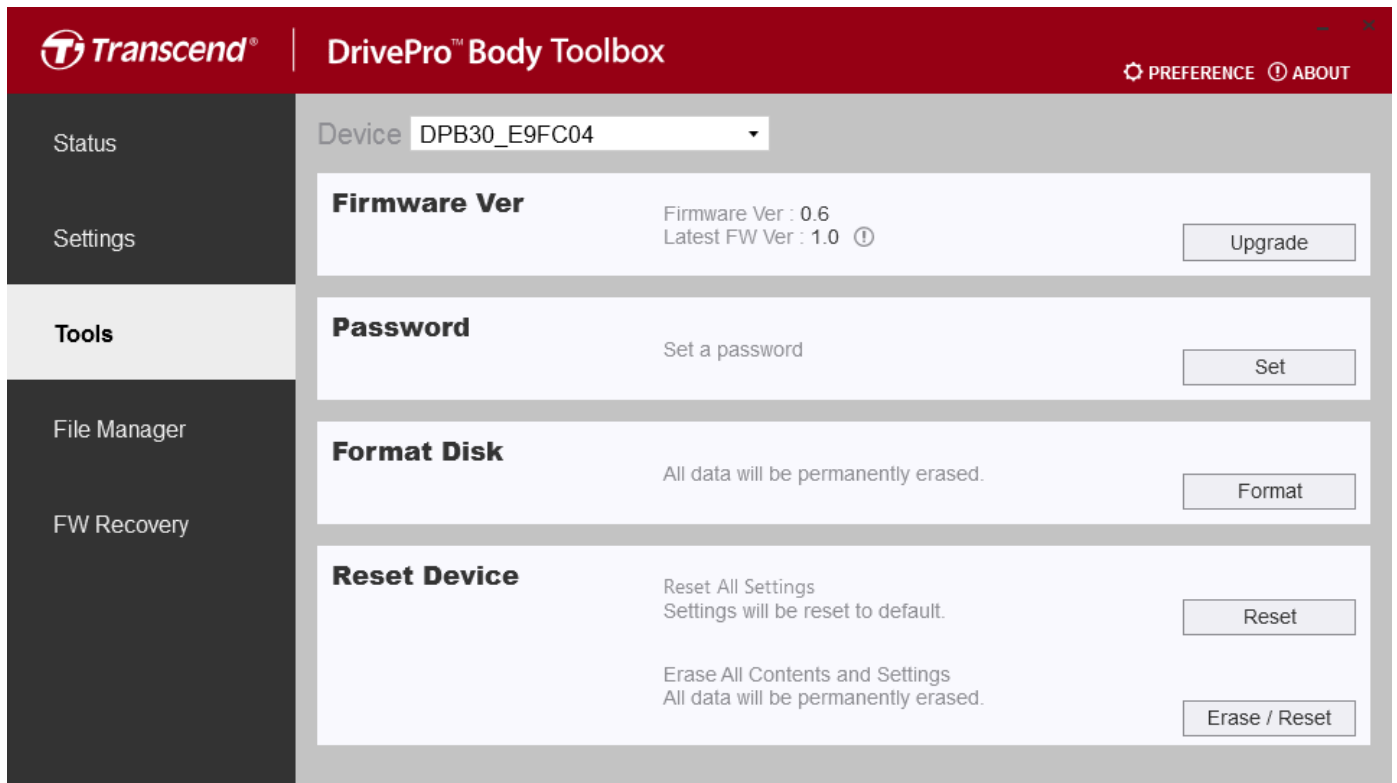 Transcend®
DrivePro™ Body Toolbox
PREFERENCE
ABOUT
Status
Settings
Tools
File Manager
FW Recovery
Device DPB30_E9FC04
Firmware Ver
Firmware Ver : 0.6
Latest FW Ver : 1.0
Upgrade
Password
Set a password
Set
Format Disk
All data will be permanently erased.
Format
Reset Device
Reset All Settings
Settings will be reset to default.
Reset
Erase All Contents and Settings
All data will be permanently erased.
Erase / Reset